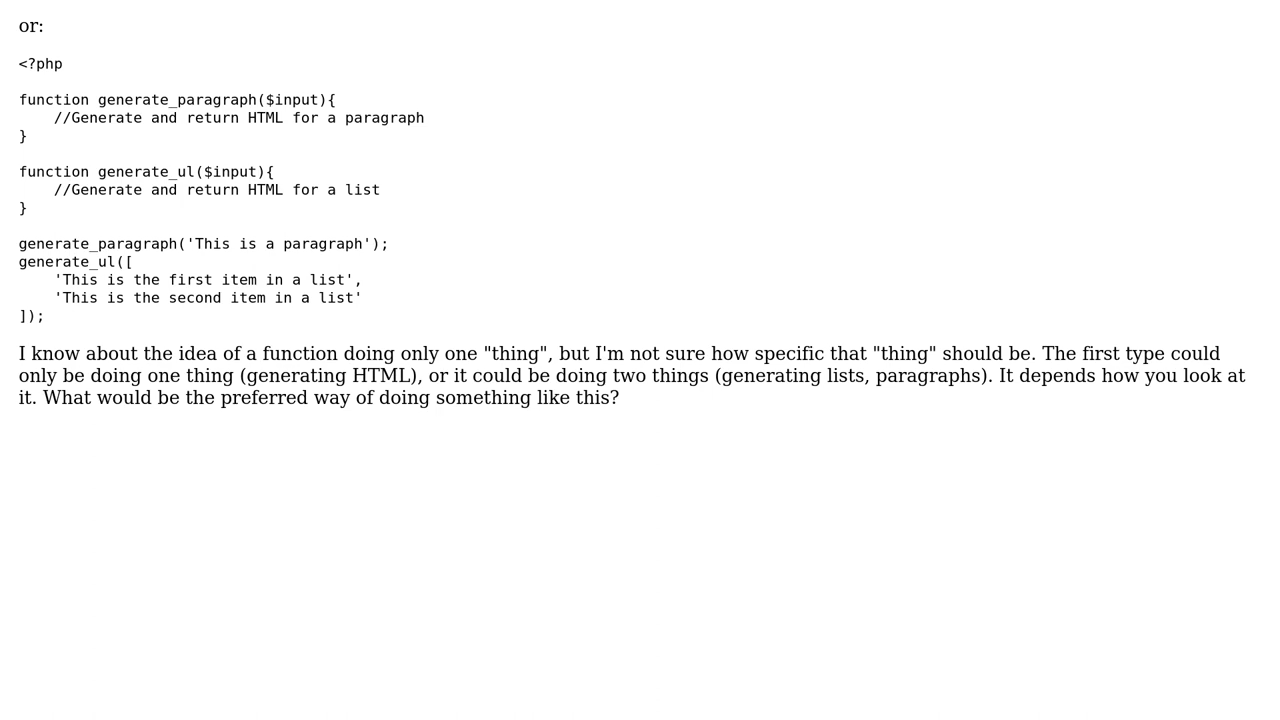 or:
<?php
function generate_paragraph($input){
    //Generate and return HTML for a paragraph
}
function generate_ul($input){
    //Generate and return HTML for a list
}
generate_paragraph('This is a paragraph');
generate_ul([
    'This is the first item in a list',
    'This is the second item in a list'
]);
I know about the idea of a function doing only one "thing", but I'm not sure how specific that "thing" should be. The first type could
only be doing one thing (generating HTML), or it could be doing two things (generating lists, paragraphs). It depends how you look at
it. What would be the preferred way of doing something like this?